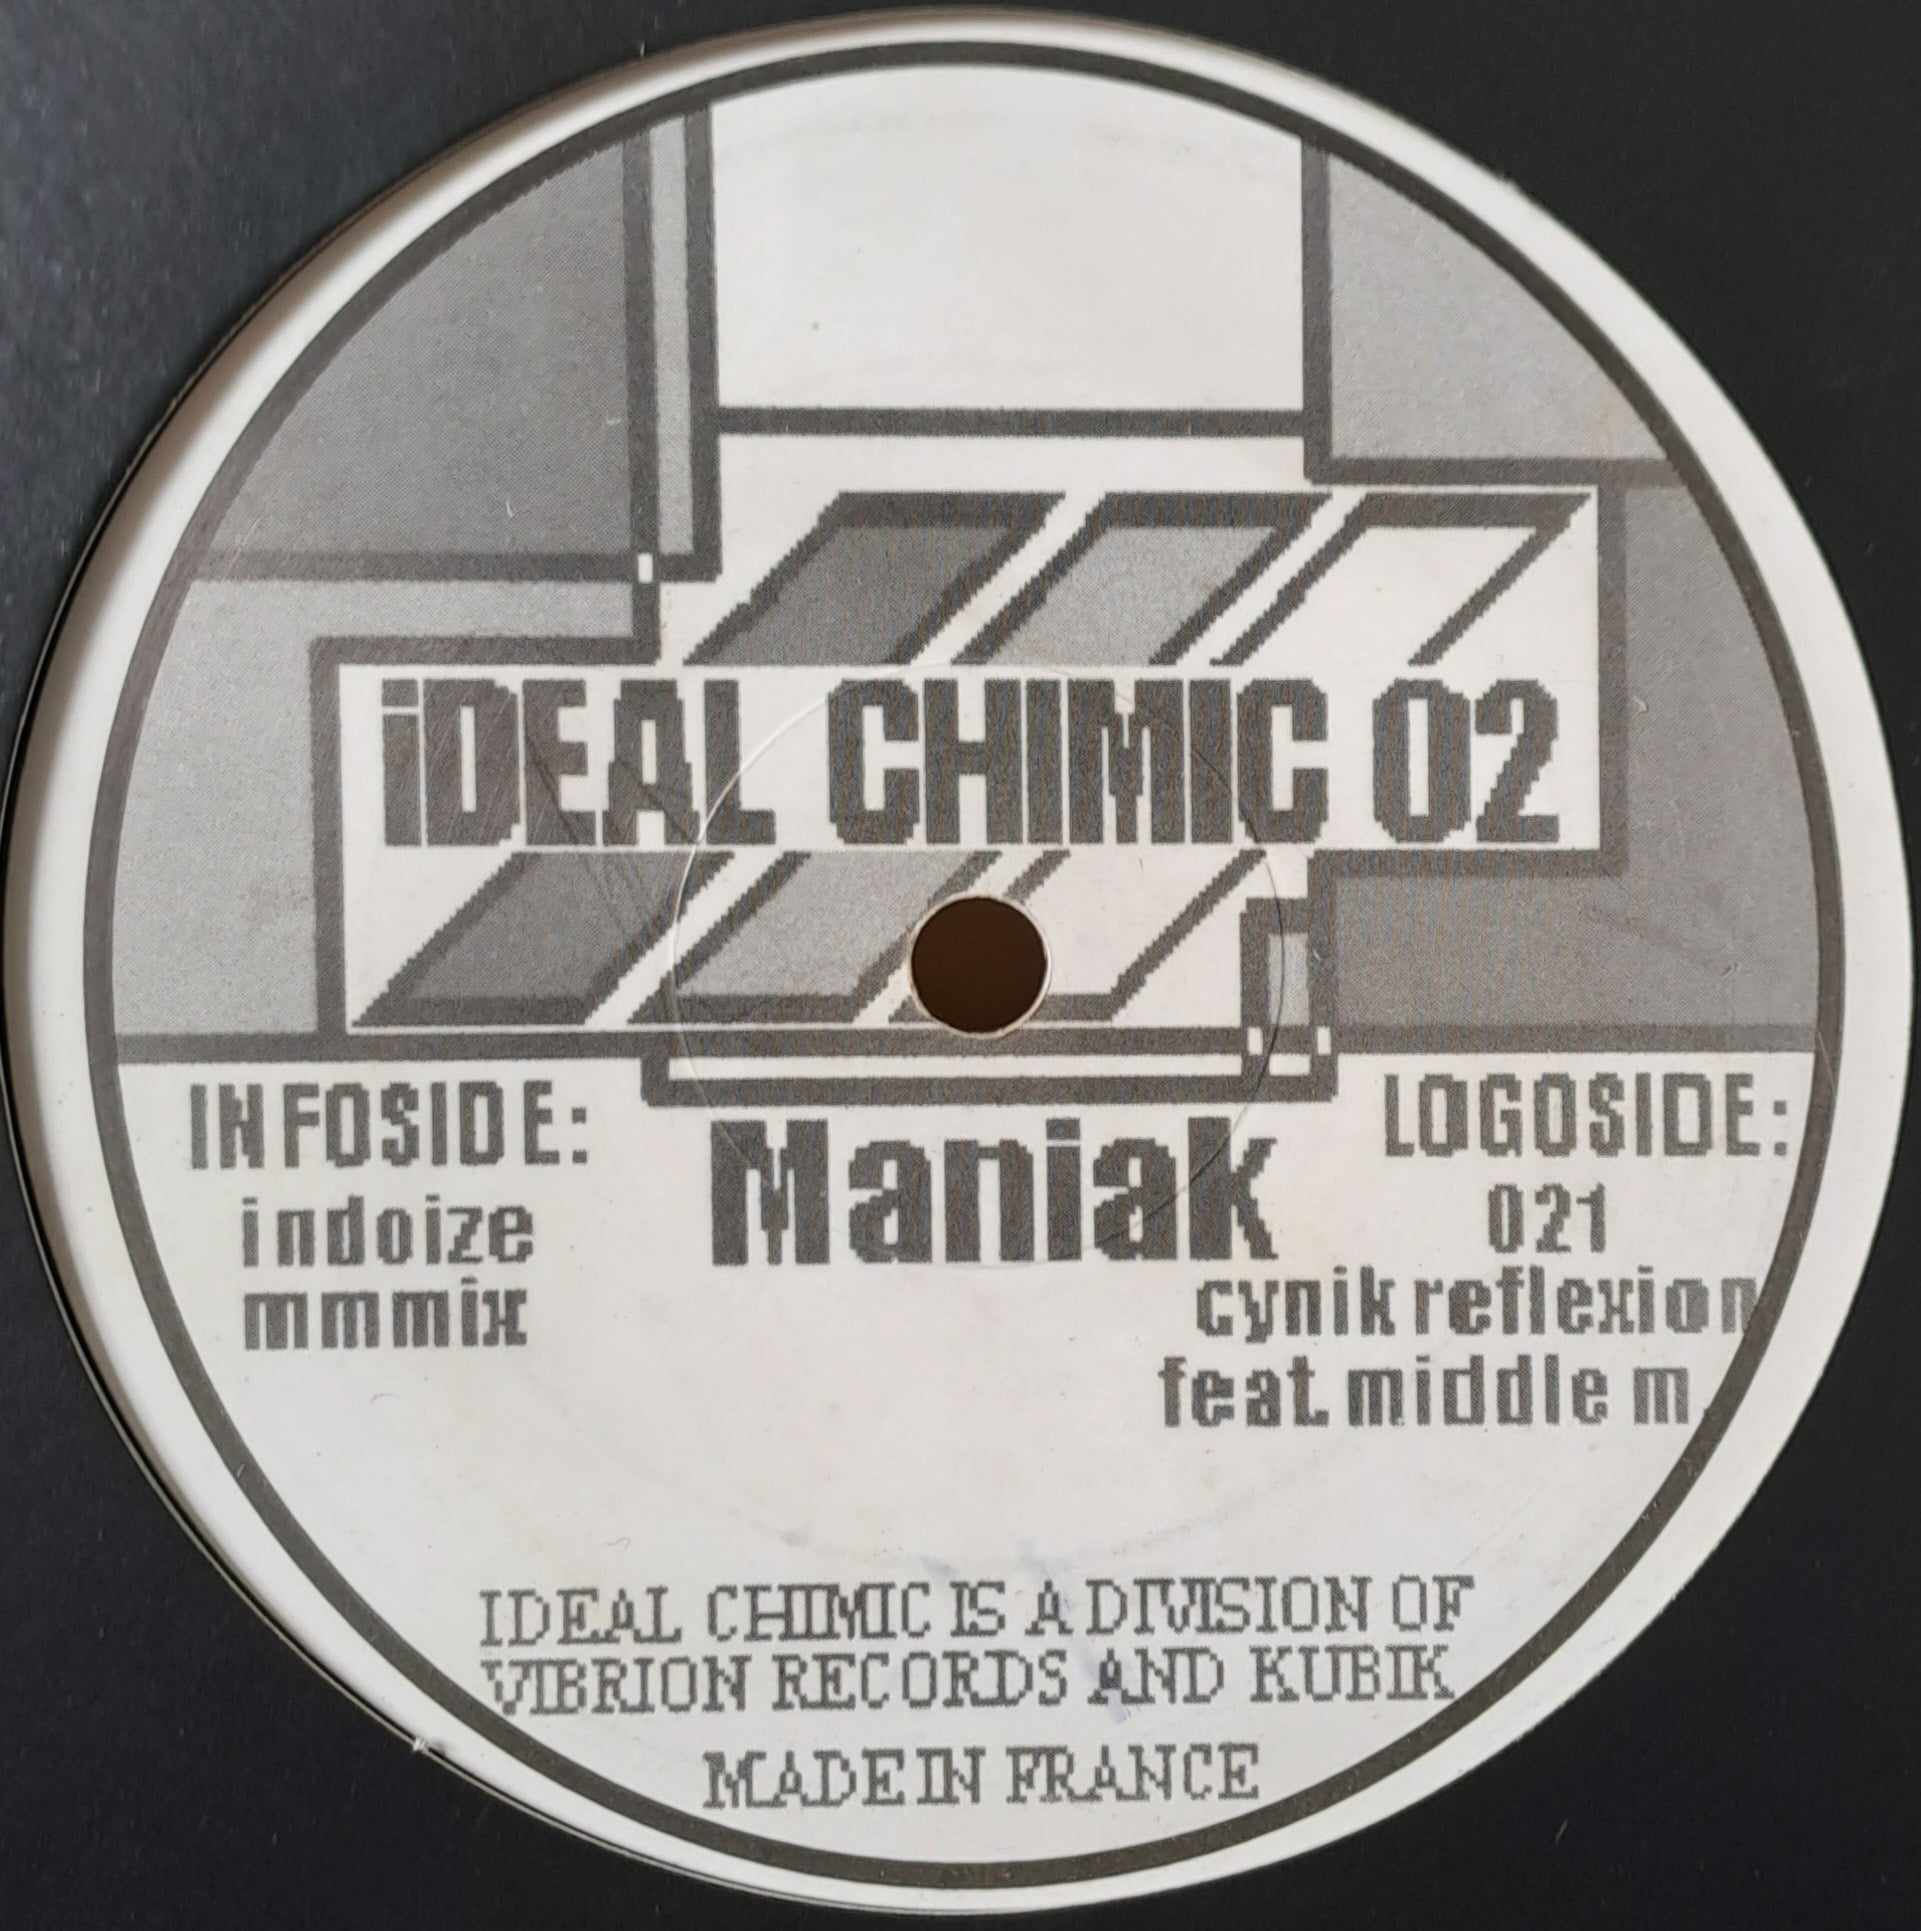 iDEAL CHIMIC 02
INFOSIDE:
indoize
mmmix
Maniak
LOGOSIDE:
021
cynik reflexion
feat. middle m.
IDEAL CHIMIC IS A DIVISION OF
VIBRION RECORDS AND KUBIK
MADE IN FRANCE